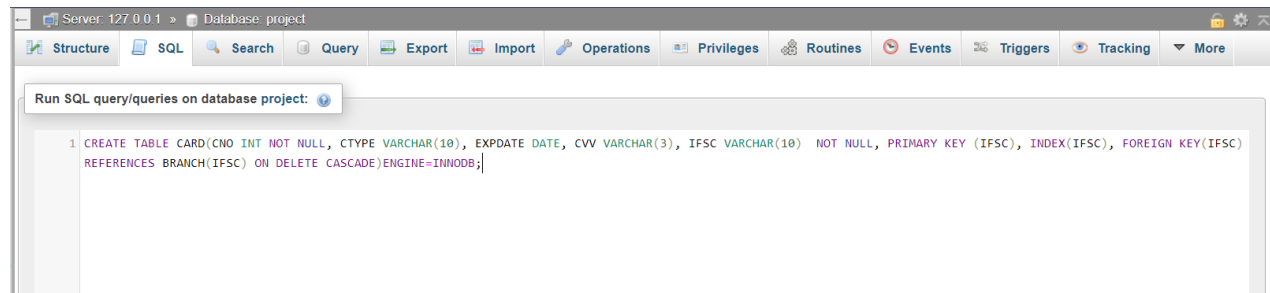 Server: 127.0.0.1 » Database: project
Structure SQL Search Query Export Import Operations Privileges Routines Events Triggers Tracking More
Run SQL query/queries on database project:
1 CREATE TABLE CARD(CNO INT NOT NULL, CTYPE VARCHAR(10), EXPDATE DATE, CVV VARCHAR(3), IFSC VARCHAR(10)  NOT NULL, PRIMARY KEY (IFSC), INDEX(IFSC), FOREIGN KEY(IFSC)
REFERENCES BRANCH(IFSC) ON DELETE CASCADE)ENGINE=INNODB;